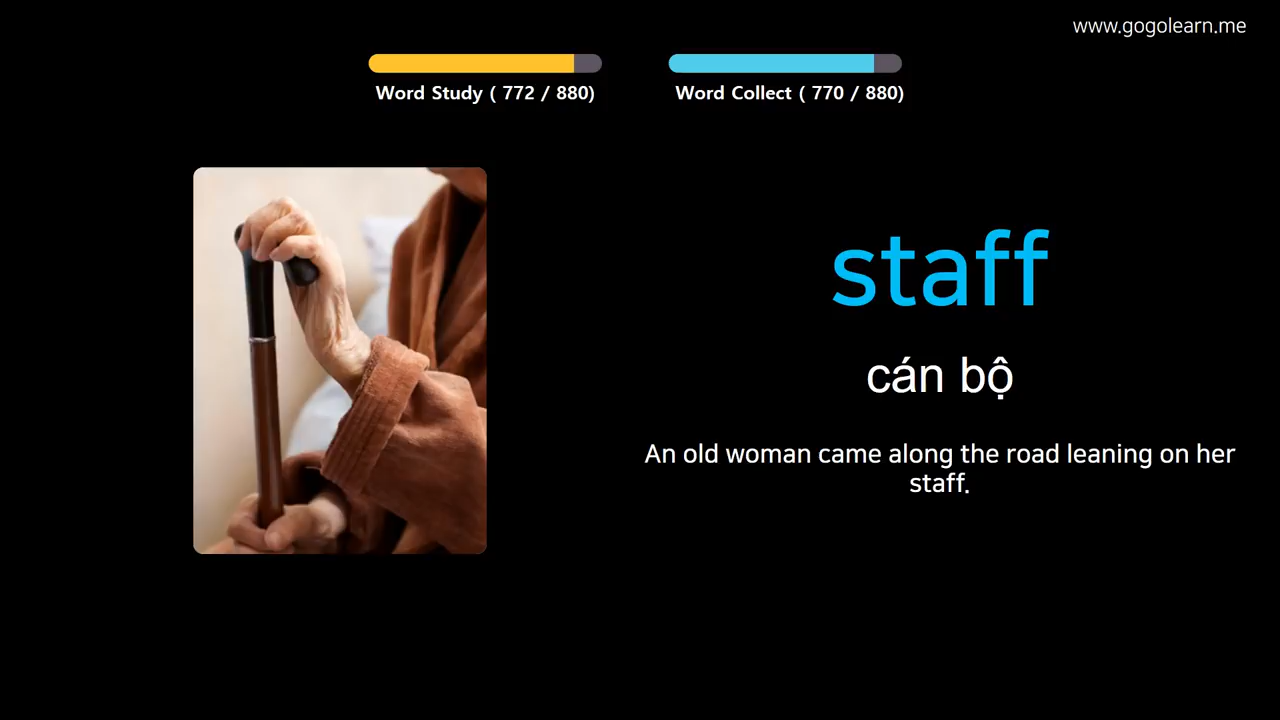 www.gogolearn.me
Word Study ( 772 / 880)
Word Collect ( 770 / 880)
staff
cán bộ
An old woman came along the road leaning on her
staff.